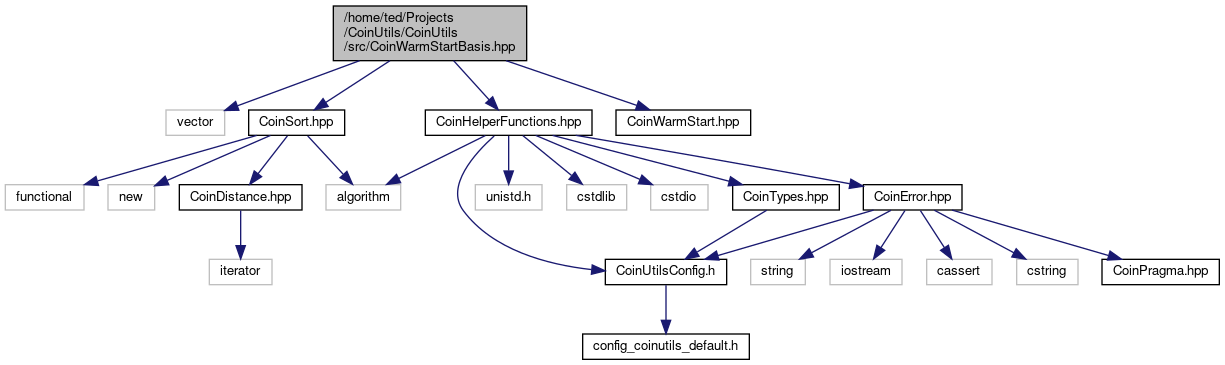 /home/ted/Projects
/CoinUtils/CoinUtils
/src/CoinWarmStartBasis.hpp
vector
CoinSort.hpp
CoinHelperFunctions.hpp
CoinWarmStart.hpp
functional
new
CoinDistance.hpp
algorithm
unistd.h
cstdlib
cstdio
CoinTypes.hpp
CoinError.hpp
iterator
CoinUtilsConfig.h
string
iostream
cassert
cstring
CoinPragma.hpp
config_coinutils_default.h